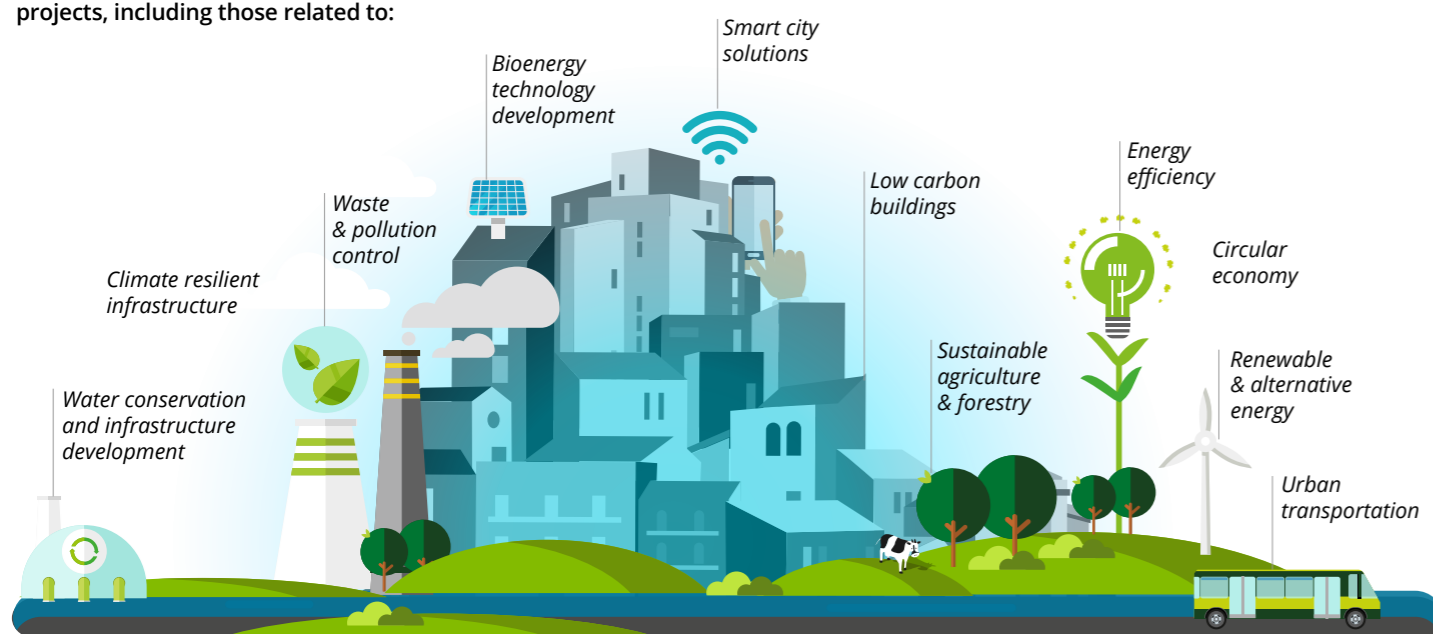 projects, including those related to:
Smart city
solutions
Bioenergy
technology
development
Energy
efficiency
Low carbon
buildings
Waste
& pollution
control
Circular
economy
Climate resilient
infrastructure
Sustainable
agriculture
& forestry
Renewable
& alternative
energy
Water conservation
and infrastructure
development
Urban
transportation